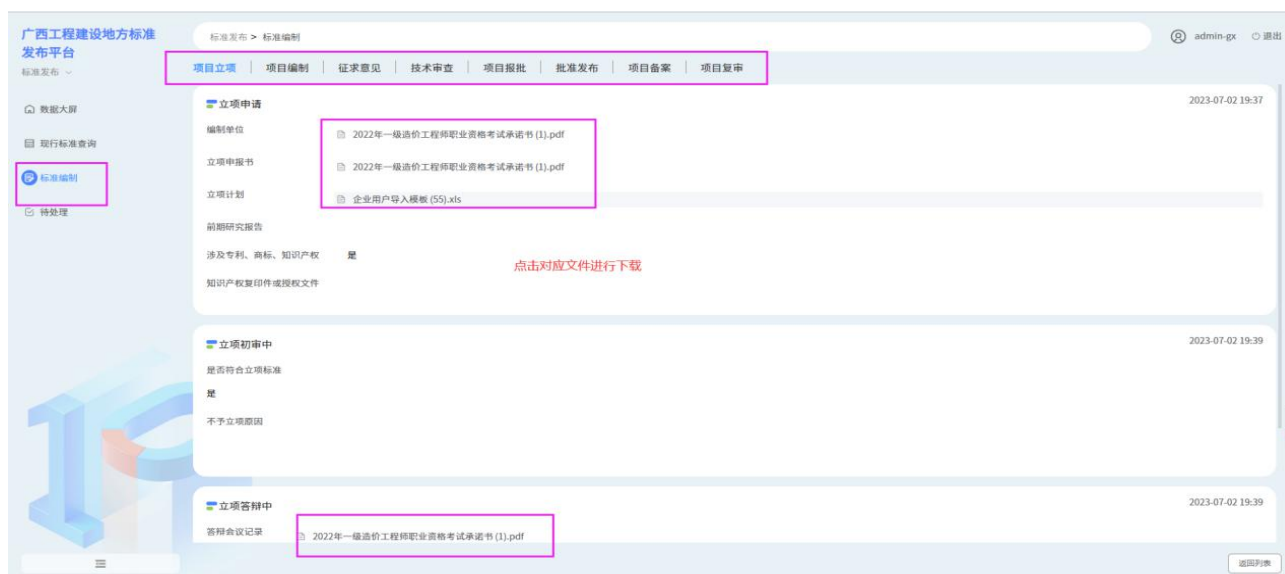 广西工程建设地方标准
发布平台
标准发布
标准发布 > 标准编制
admin-gx 退出
项目立项 项目编制 征求意见 技术审查 项目报批 批准发布 项目备案 项目复审
数据大屏
现行标准查询
标准编制
待处理
立项申请 2023-07-02 19:37
编制单位 2022年一级造价工程师职业资格考试承诺书 (1).pdf
立项申报书 2022年一级造价工程师职业资格考试承诺书 (1).pdf
立项计划 企业用户导入模板 (55).xls
前期研究报告
涉及专利、商标、知识产权 是
点击对应文件进行下载
知识产权复印件或授权文件
立项初审中 2023-07-02 19:39
是否符合立项标准
是
不予立项原因
立项答辩中 2023-07-02 19:39
答辩会议记录 2022年一级造价工程师职业资格考试承诺书 (1).pdf
返回列表